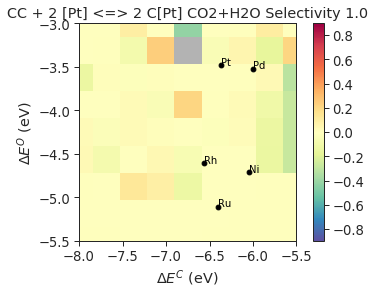 CC + 2 [Pt] <=> 2 C[Pt] CO2+H2O Selectivity 1.0
−3.0
−3.5
−4.0
−4.5
−5.0
−5.5
ΔE^O (eV)
Pt
Pd
Rh
Ni
Ru
−8.0 −7.5 −7.0 −6.5 −6.0 −5.5
ΔE^C (eV)
0.8
0.6
0.4
0.2
0.0
−0.2
−0.4
−0.6
−0.8